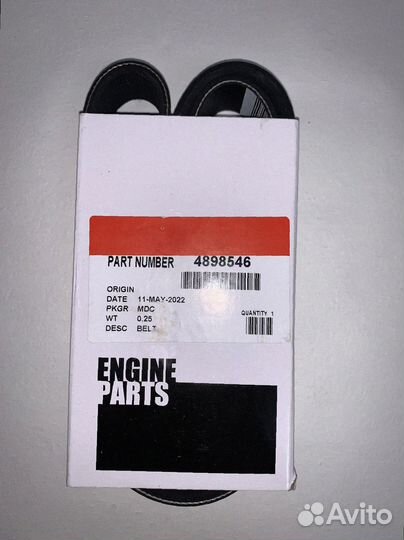 PART NUMBER 4898546
ORIGIN
DATE 11-MAY-2022
PKGR MDC
WT 0.25 QUANTITY 1
DESC BELT
ENGINE
PARTS
Avito